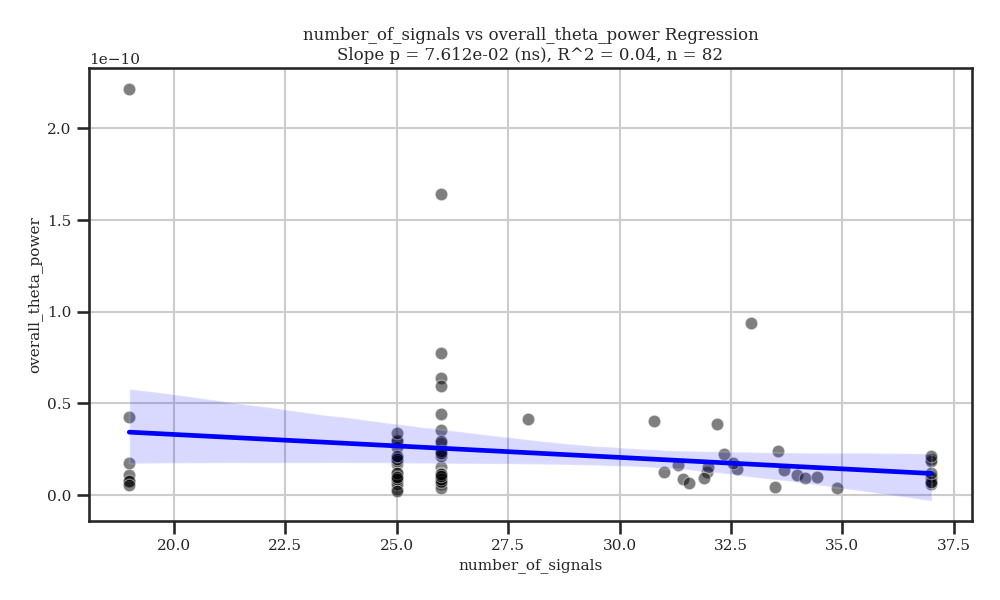 number_of_signals vs overall_theta_power Regression
Slope p = 7.612e-02 (ns), R^2 = 0.04, n = 82
1e−10
2.0
1.5
1.0
0.5
0.0
overall_theta_power
20.0 22.5 25.0 27.5 30.0 32.5 35.0 37.5
number_of_signals